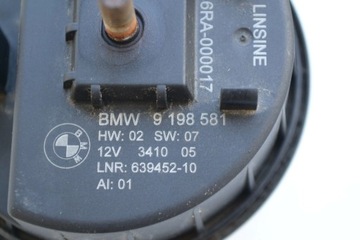 LINSINE
6RA-000017
BMW 9 198 581
HW: 02 SW: 07
12V 3410 05
LNR: 639452-10
AI: 01
BMW